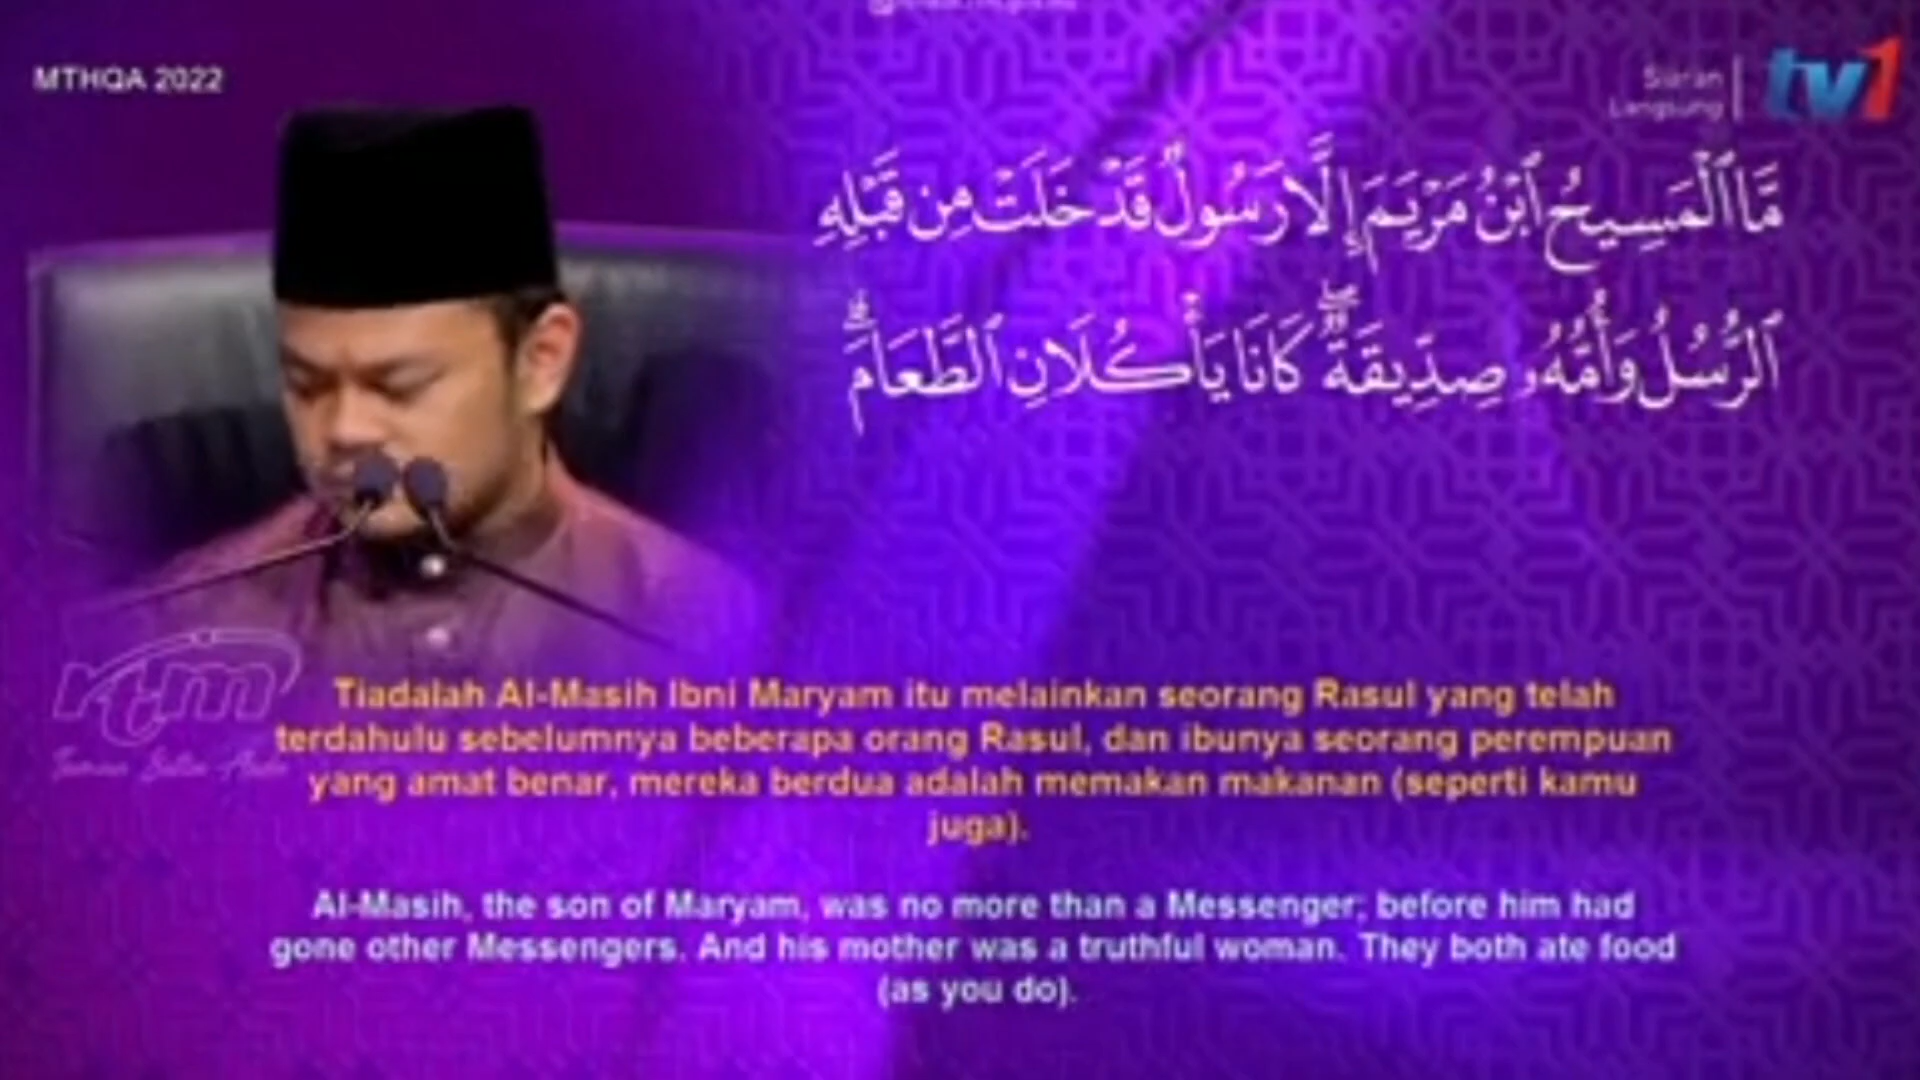 MTHQA 2022
Siaran
Langsung
tv1
مَّا ٱلْمَسِيحُ ٱبْنُ مَرْيَمَ إِلَّا رَسُولٌ قَدْ خَلَتْ مِن قَبْلِهِ
ٱلرُّسُلُ وَأُمُّهُۥ صِدِّيقَةٌ ۖ كَانَا يَأْكُلَانِ ٱلطَّعَامَ ۗ
rtm
Tiadalah Al-Masih Ibni Maryam itu melainkan seorang Rasul yang telah
terdahulu sebelumnya beberapa orang Rasul, dan ibunya seorang perempuan
yang amat benar, mereka berdua adalah memakan makanan (seperti kamu
juga).
Al-Masih, the son of Maryam, was no more than a Messenger; before him had
gone other Messengers. And his mother was a truthful woman. They both ate food
(as you do).